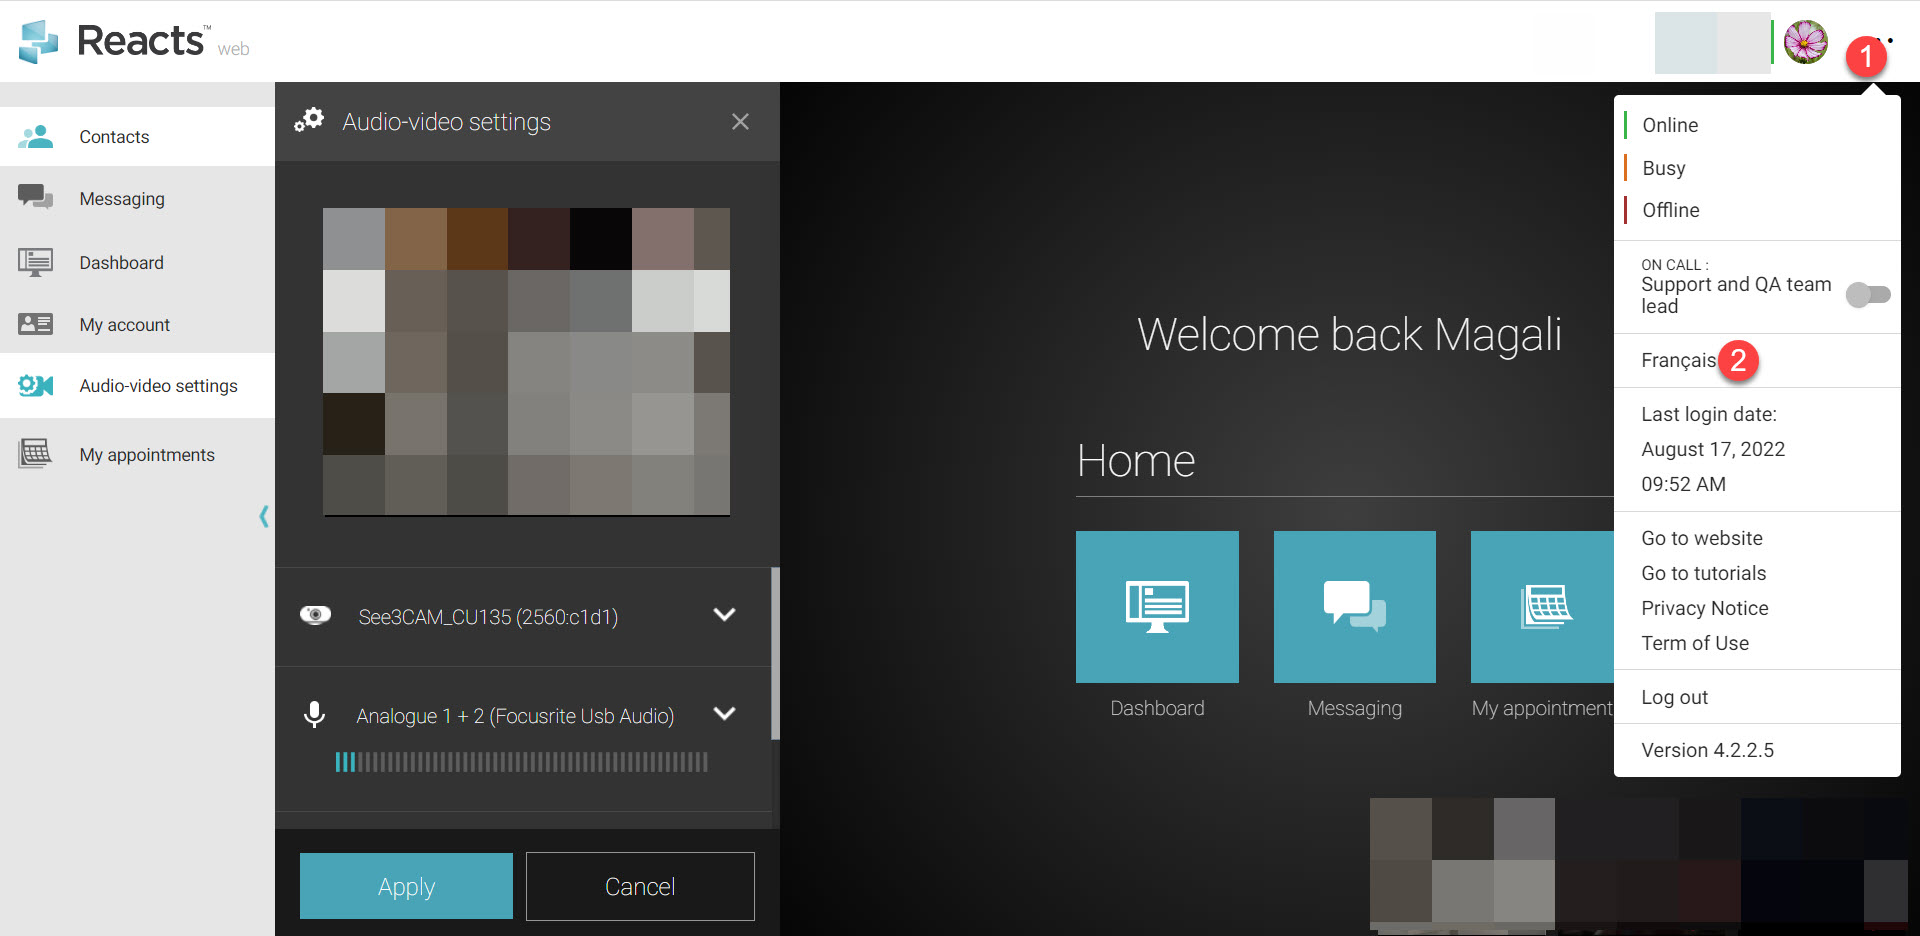 Reacts™ web
1
Contacts
Messaging
Dashboard
My account
Audio-video settings
My appointments
Audio-video settings
See3CAM_CU135 (2560:c1d1)
Analogue 1 + 2 (Focusrite Usb Audio)
Apply
Cancel
Welcome back Magali
Home
Dashboard
Messaging
My appointment
Online
Busy
Offline
ON CALL :
Support and QA team
lead
Français 2
Last login date:
August 17, 2022
09:52 AM
Go to website
Go to tutorials
Privacy Notice
Term of Use
Log out
Version 4.2.2.5